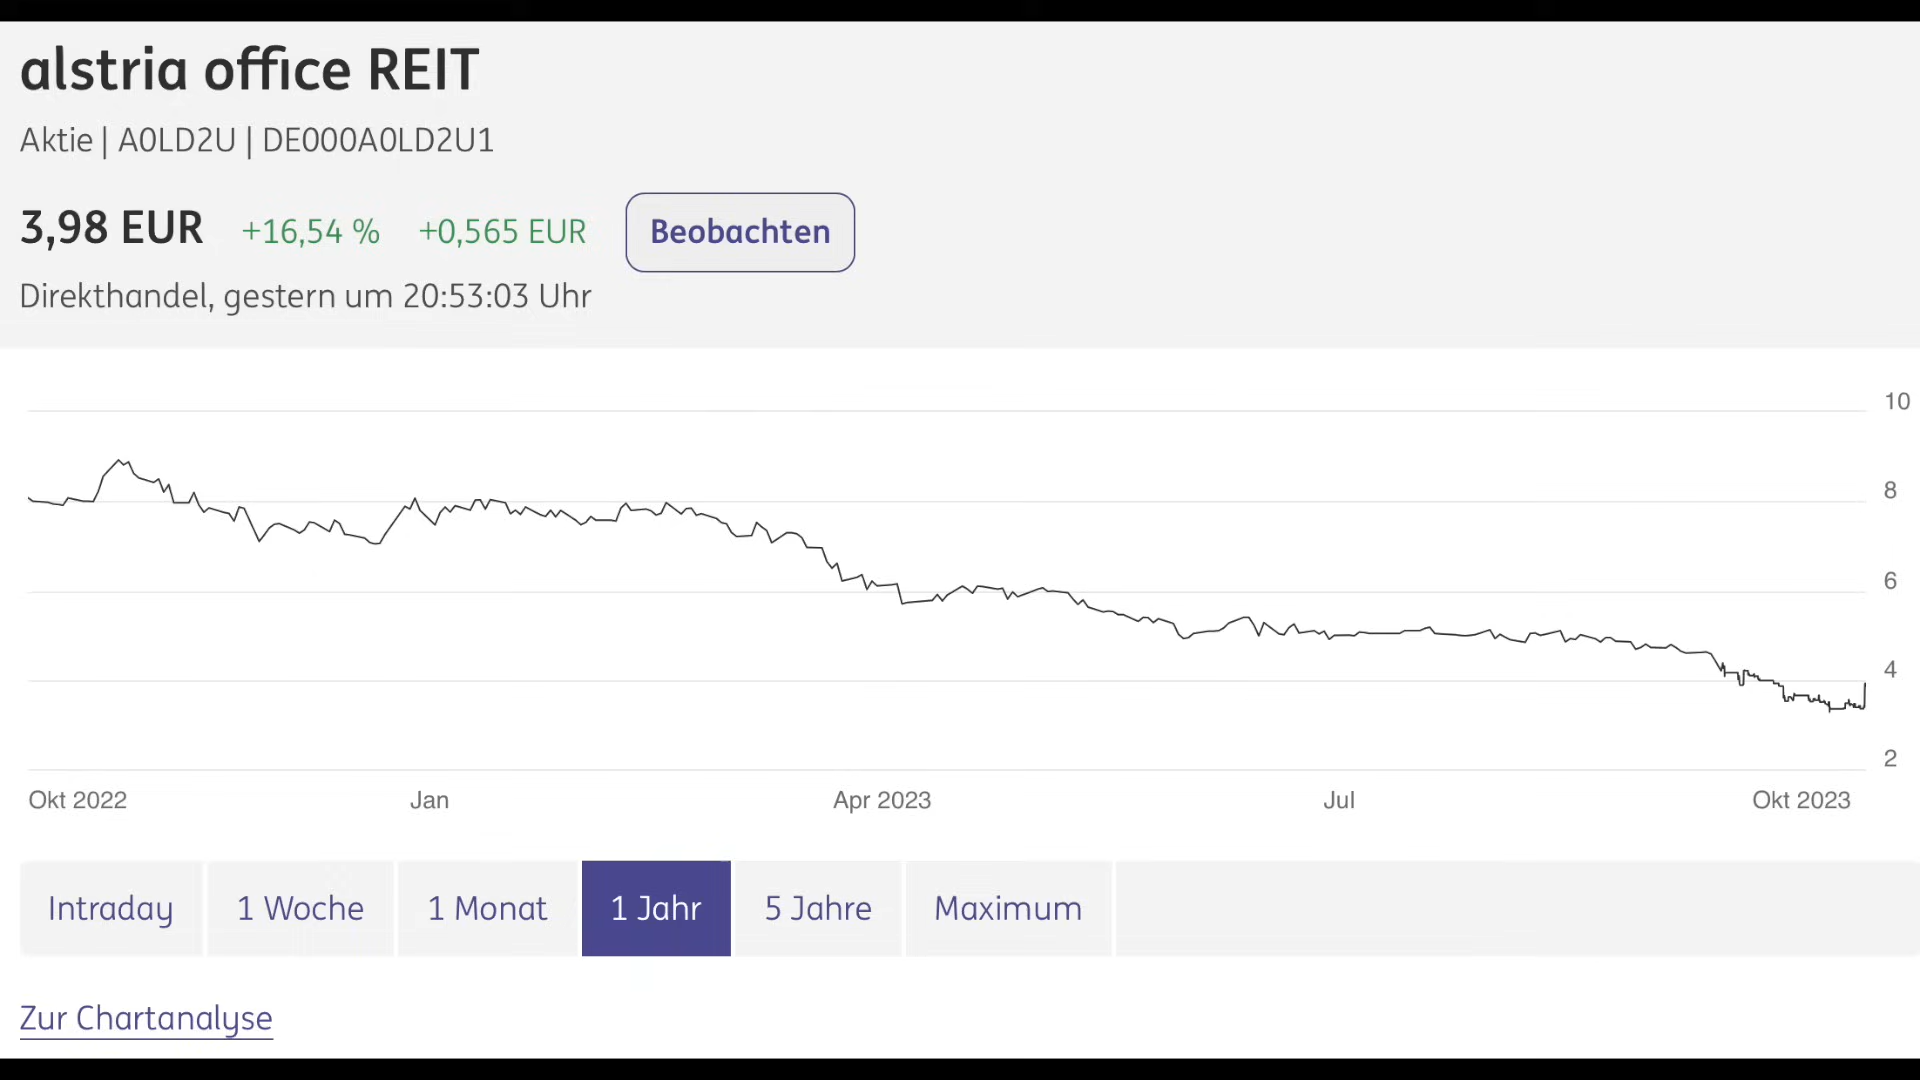 alstria office REIT
Aktie | A0LD2U | DE000A0LD2U1
3,98 EUR +16,54 % +0,565 EUR Beobachten
Direkthandel, gestern um 20:53:03 Uhr
10
8
6
4
2
Okt 2022 Jan Apr 2023 Jul Okt 2023
Intraday 1 Woche 1 Monat 1 Jahr 5 Jahre Maximum
Zur Chartanalyse